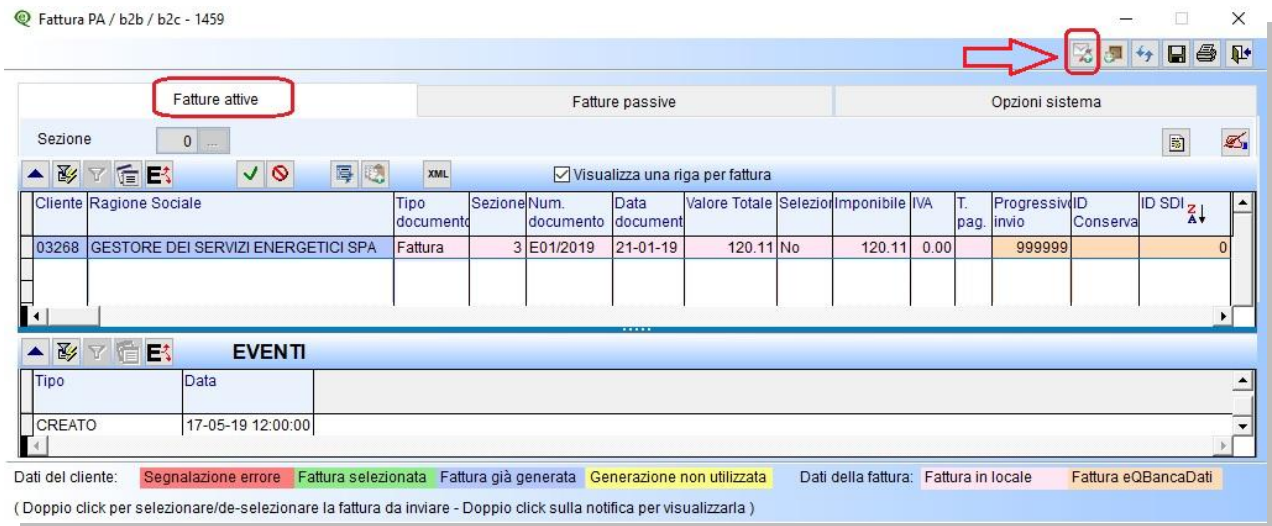 Fattura PA / b2b / b2c - 1459
Fatture attive Fatture passive Opzioni sistema
Sezione 0 ...
XML Visualizza una riga per fattura
Cliente Ragione Sociale Tipo documento Sezione Num. documento Data document Valore Totale Selezior Imponibile IVA T. pag. Progressivo invio ID Conserva ID SDI
03268 GESTORE DEI SERVIZI ENERGETICI SPA Fattura 3 E01/2019 21-01-19 120.11 No 120.11 0.00 999999 0
EVENTI
Tipo Data
CREATO 17-05-19 12:00:00
Dati del cliente: Segnalazione errore Fattura selezionata Fattura già generata Generazione non utilizzata Dati della fattura: Fattura in locale Fattura eQBancaDati
( Doppio click per selezionare/de-selezionare la fattura da inviare - Doppio click sulla notifica per visualizzarla )